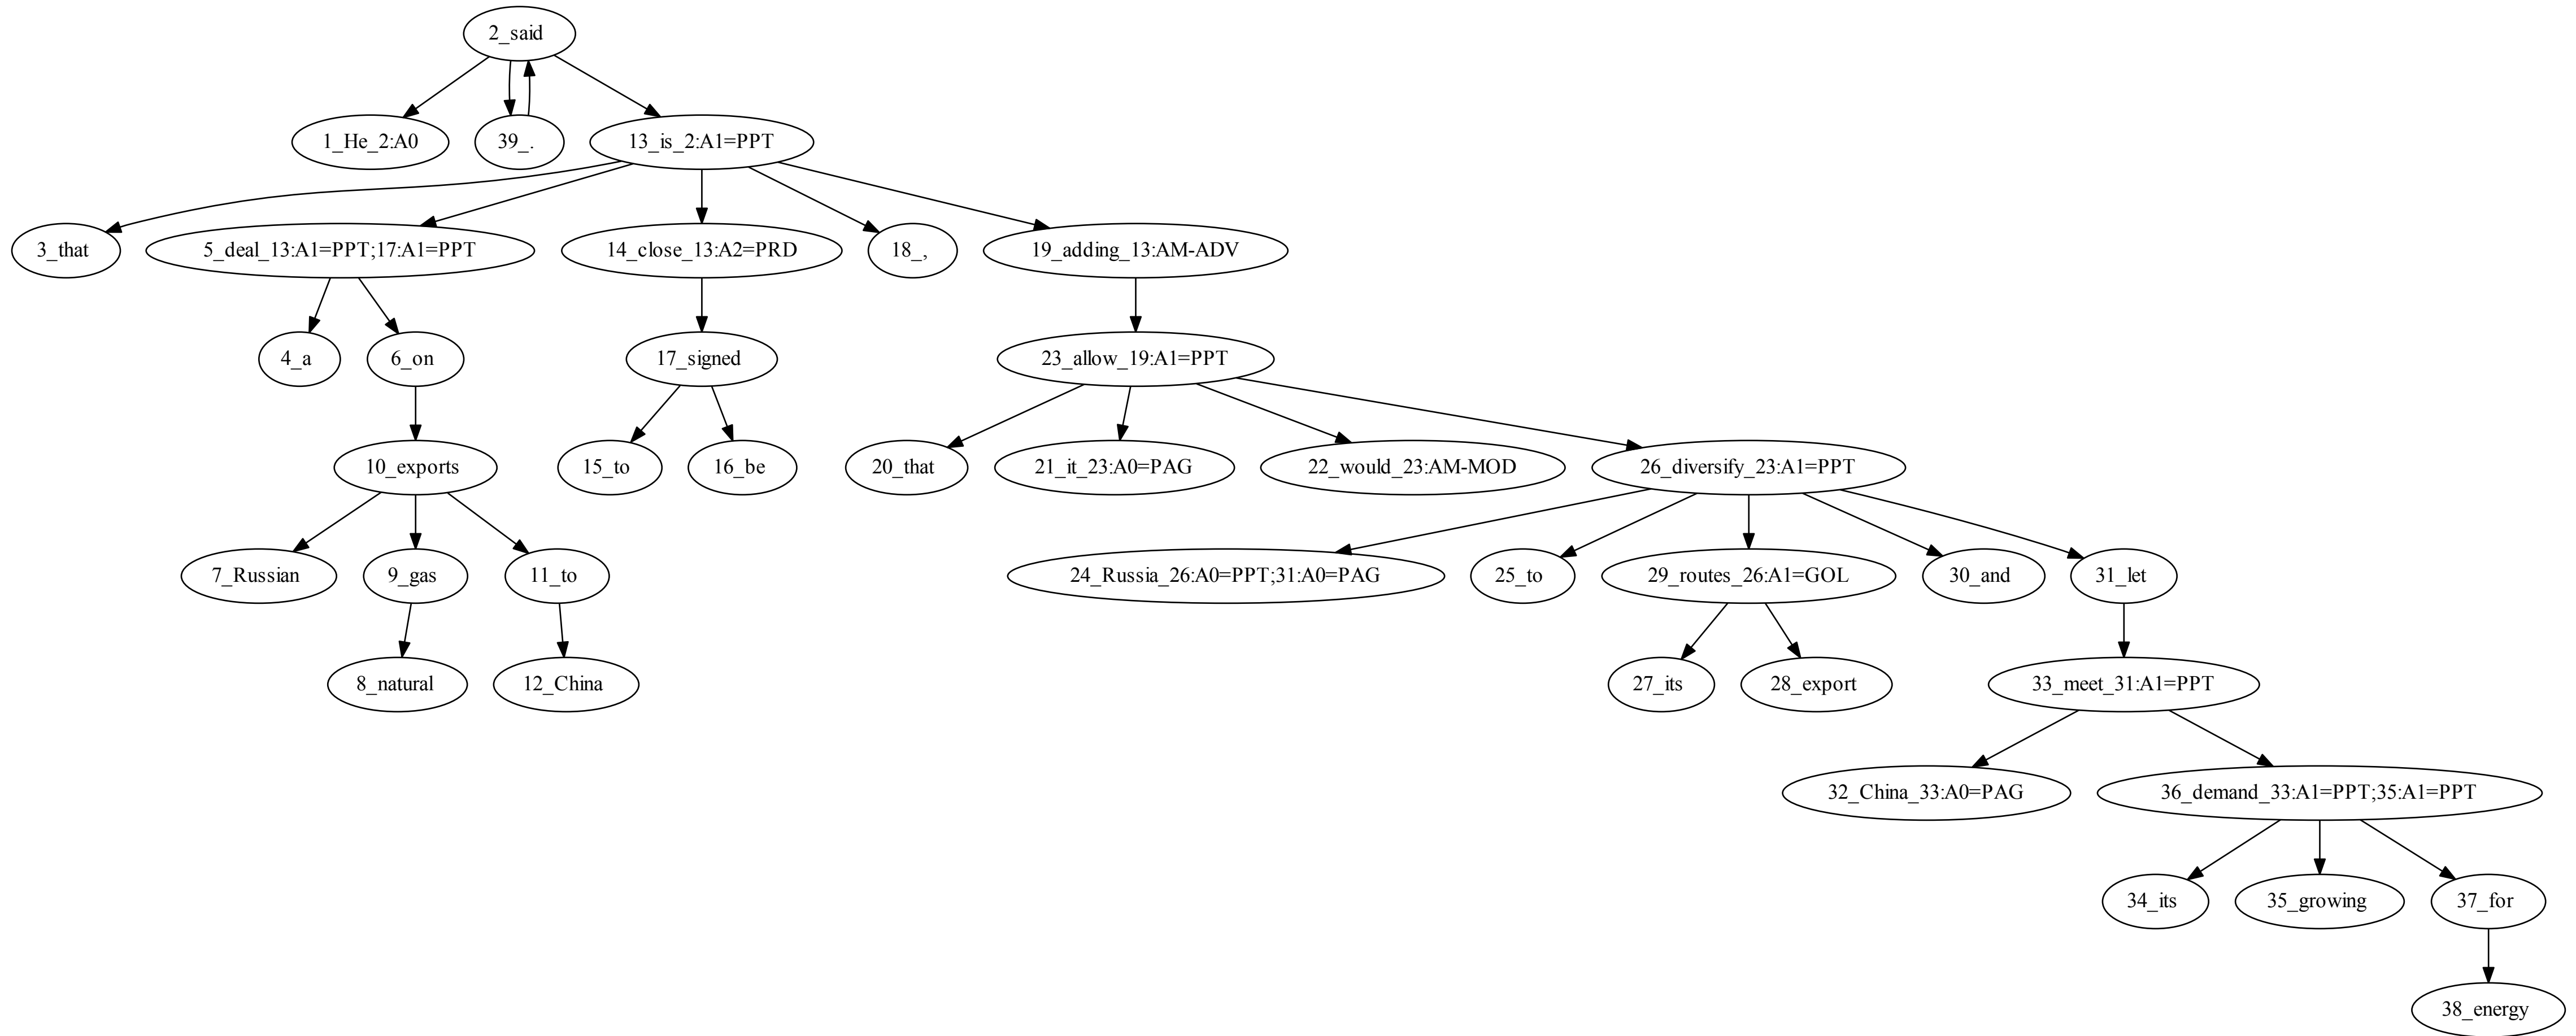 2_said
1_He_2:A0
39_.
13_is_2:A1=PPT
3_that
5_deal_13:A1=PPT;17:A1=PPT
14_close_13:A2=PRD
18_,
19_adding_13:AM-ADV
4_a
6_on
17_signed
23_allow_19:A1=PPT
10_exports
15_to
16_be
20_that
21_it_23:A0=PAG
22_would_23:AM-MOD
26_diversify_23:A1=PPT
7_Russian
9_gas
11_to
24_Russia_26:A0=PPT;31:A0=PAG
25_to
29_routes_26:A1=GOL
30_and
31_let
8_natural
12_China
27_its
28_export
33_meet_31:A1=PPT
32_China_33:A0=PAG
36_demand_33:A1=PPT;35:A1=PPT
34_its
35_growing
37_for
38_energy